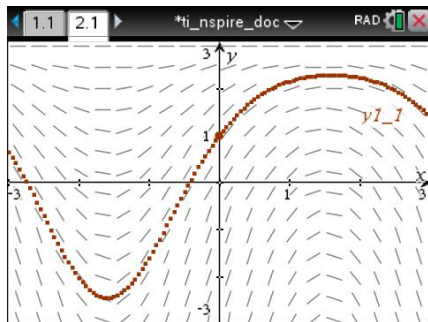 1.1 2.1 *ti_nspire_doc RAD
3 y
y1_1
1
x
-3 1 3
-3